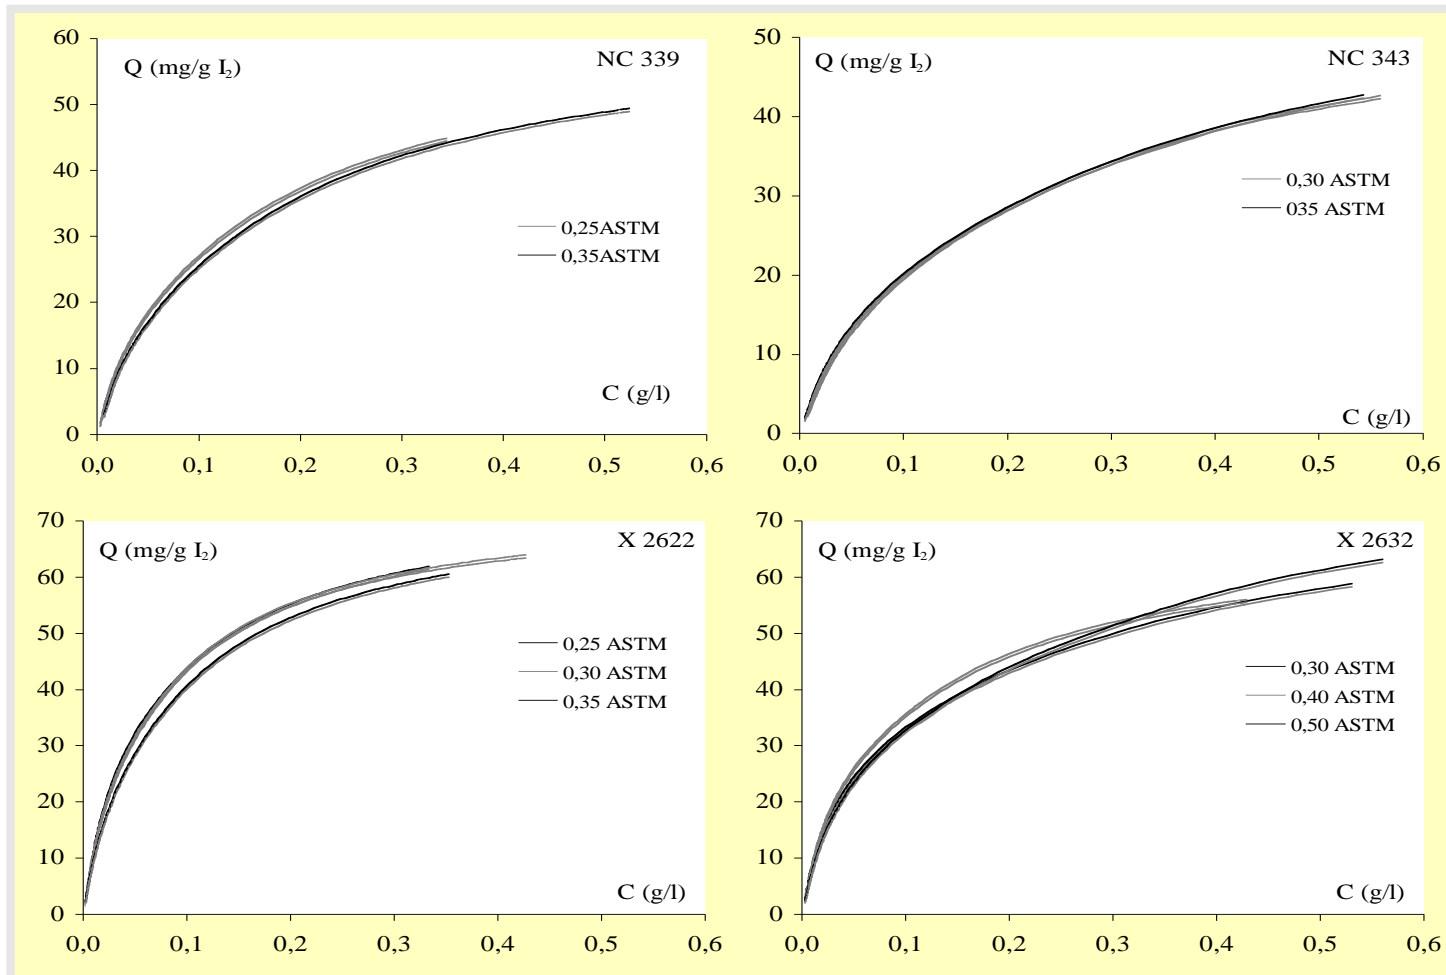 60
Q (mg/g I₂)
NC 339
50
40
30
0,25ASTM
0,35ASTM
20
10
C (g/l)
0
0,0 0,1 0,2 0,3 0,4 0,5 0,6
50
Q (mg/g I₂)
NC 343
40
30
0,30 ASTM
035 ASTM
20
10
C (g/l)
0
0,0 0,1 0,2 0,3 0,4 0,5 0,6
70
Q (mg/g I₂)
X 2622
60
50
0,25 ASTM
40
0,30 ASTM
0,35 ASTM
30
20
10
C (g/l)
0
0,0 0,1 0,2 0,3 0,4 0,5 0,6
70
Q (mg/g I₂)
X 2632
60
50
0,30 ASTM
40
0,40 ASTM
0,50 ASTM
30
20
10
C (g/l)
0
0,0 0,1 0,2 0,3 0,4 0,5 0,6